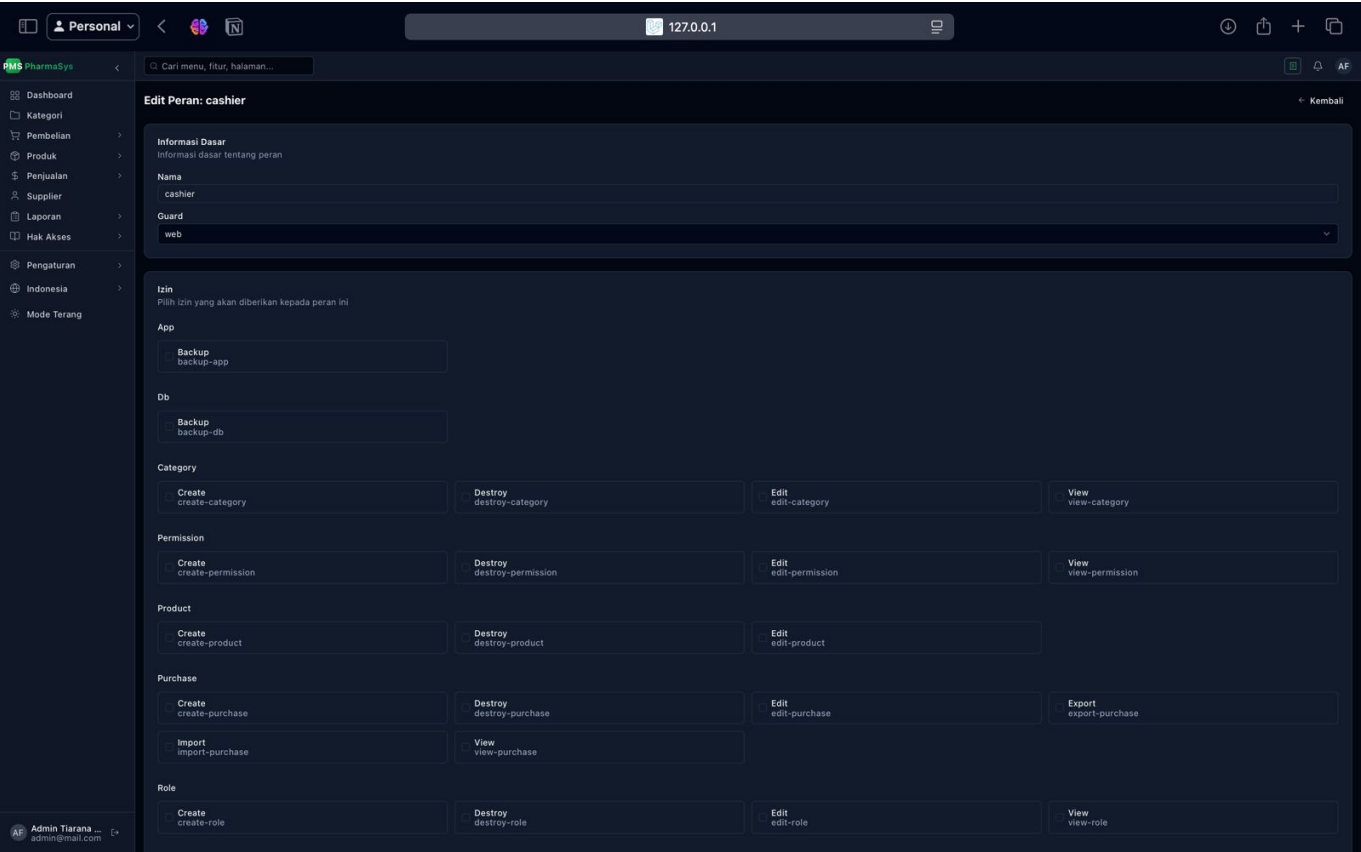 Personal
127.0.0.1
PMS PharmaSys
Cari menu, fitur, halaman...
AF
Dashboard
Kategori
Pembelian
Produk
Penjualan
Supplier
Laporan
Hak Akses
Pengaturan
Indonesia
Mode Terang
AF Admin Tiarana ...
admin@mail.com
Edit Peran: cashier
← Kembali
Informasi Dasar
Informasi dasar tentang peran
Nama
cashier
Guard
web
Izin
Pilih izin yang akan diberikan kepada peran ini
App
Backup
backup-app
Db
Backup
backup-db
Category
Create Destroy Edit View
create-category destroy-category edit-category view-category
Permission
Create Destroy Edit View
create-permission destroy-permission edit-permission view-permission
Product
Create Destroy Edit
create-product destroy-product edit-product
Purchase
Create Destroy Edit Export
create-purchase destroy-purchase edit-purchase export-purchase
Import View
import-purchase view-purchase
Role
Create Destroy Edit View
create-role destroy-role edit-role view-role